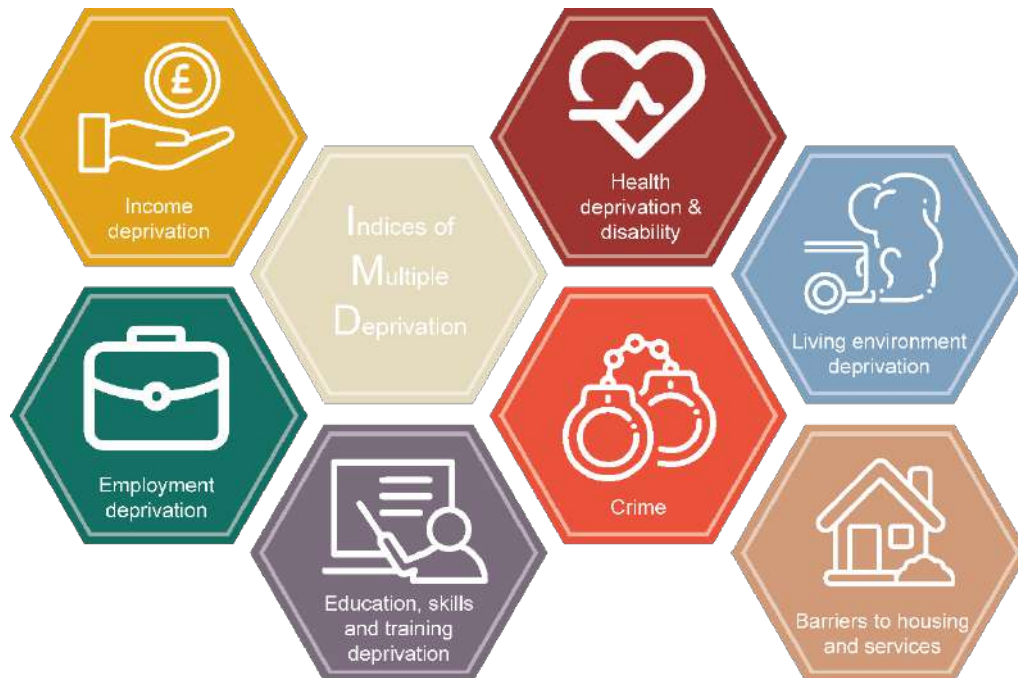 £
Income
deprivation
Indices of
Multiple
Deprivation
Health
deprivation &
disability
Living environment
deprivation
Employment
deprivation
Education, skills
and training
deprivation
Crime
Barriers to housing
and services